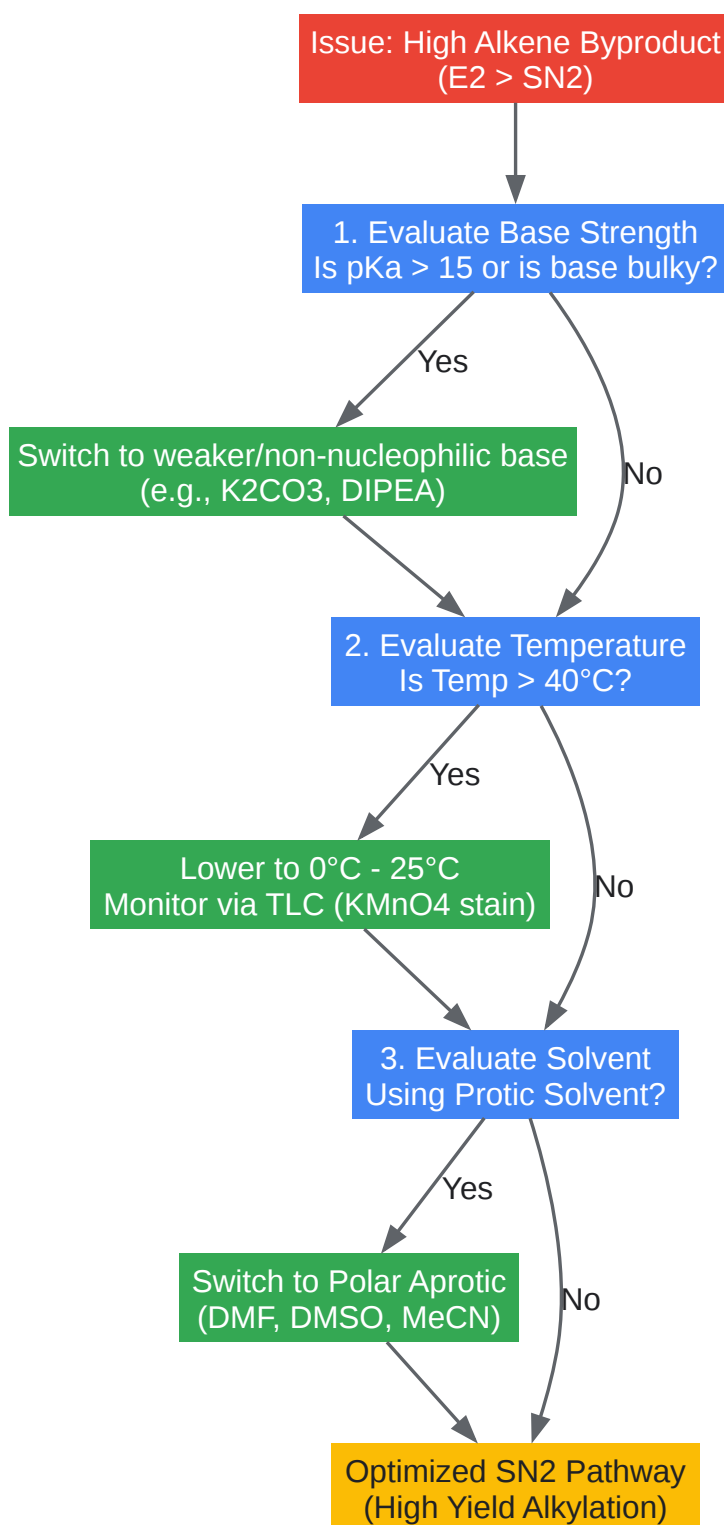 Issue: High Alkene Byproduct
(E2 > SN2)
1. Evaluate Base Strength
Is pKa > 15 or is base bulky?
Yes
No
Switch to weaker/non-nucleophilic base
(e.g., K2CO3, DIPEA)
2. Evaluate Temperature
Is Temp > 40°C?
Yes
No
Lower to 0°C - 25°C
Monitor via TLC (KMnO4 stain)
3. Evaluate Solvent
Using Protic Solvent?
Yes
No
Switch to Polar Aprotic
(DMF, DMSO, MeCN)
Optimized SN2 Pathway
(High Yield Alkylation)